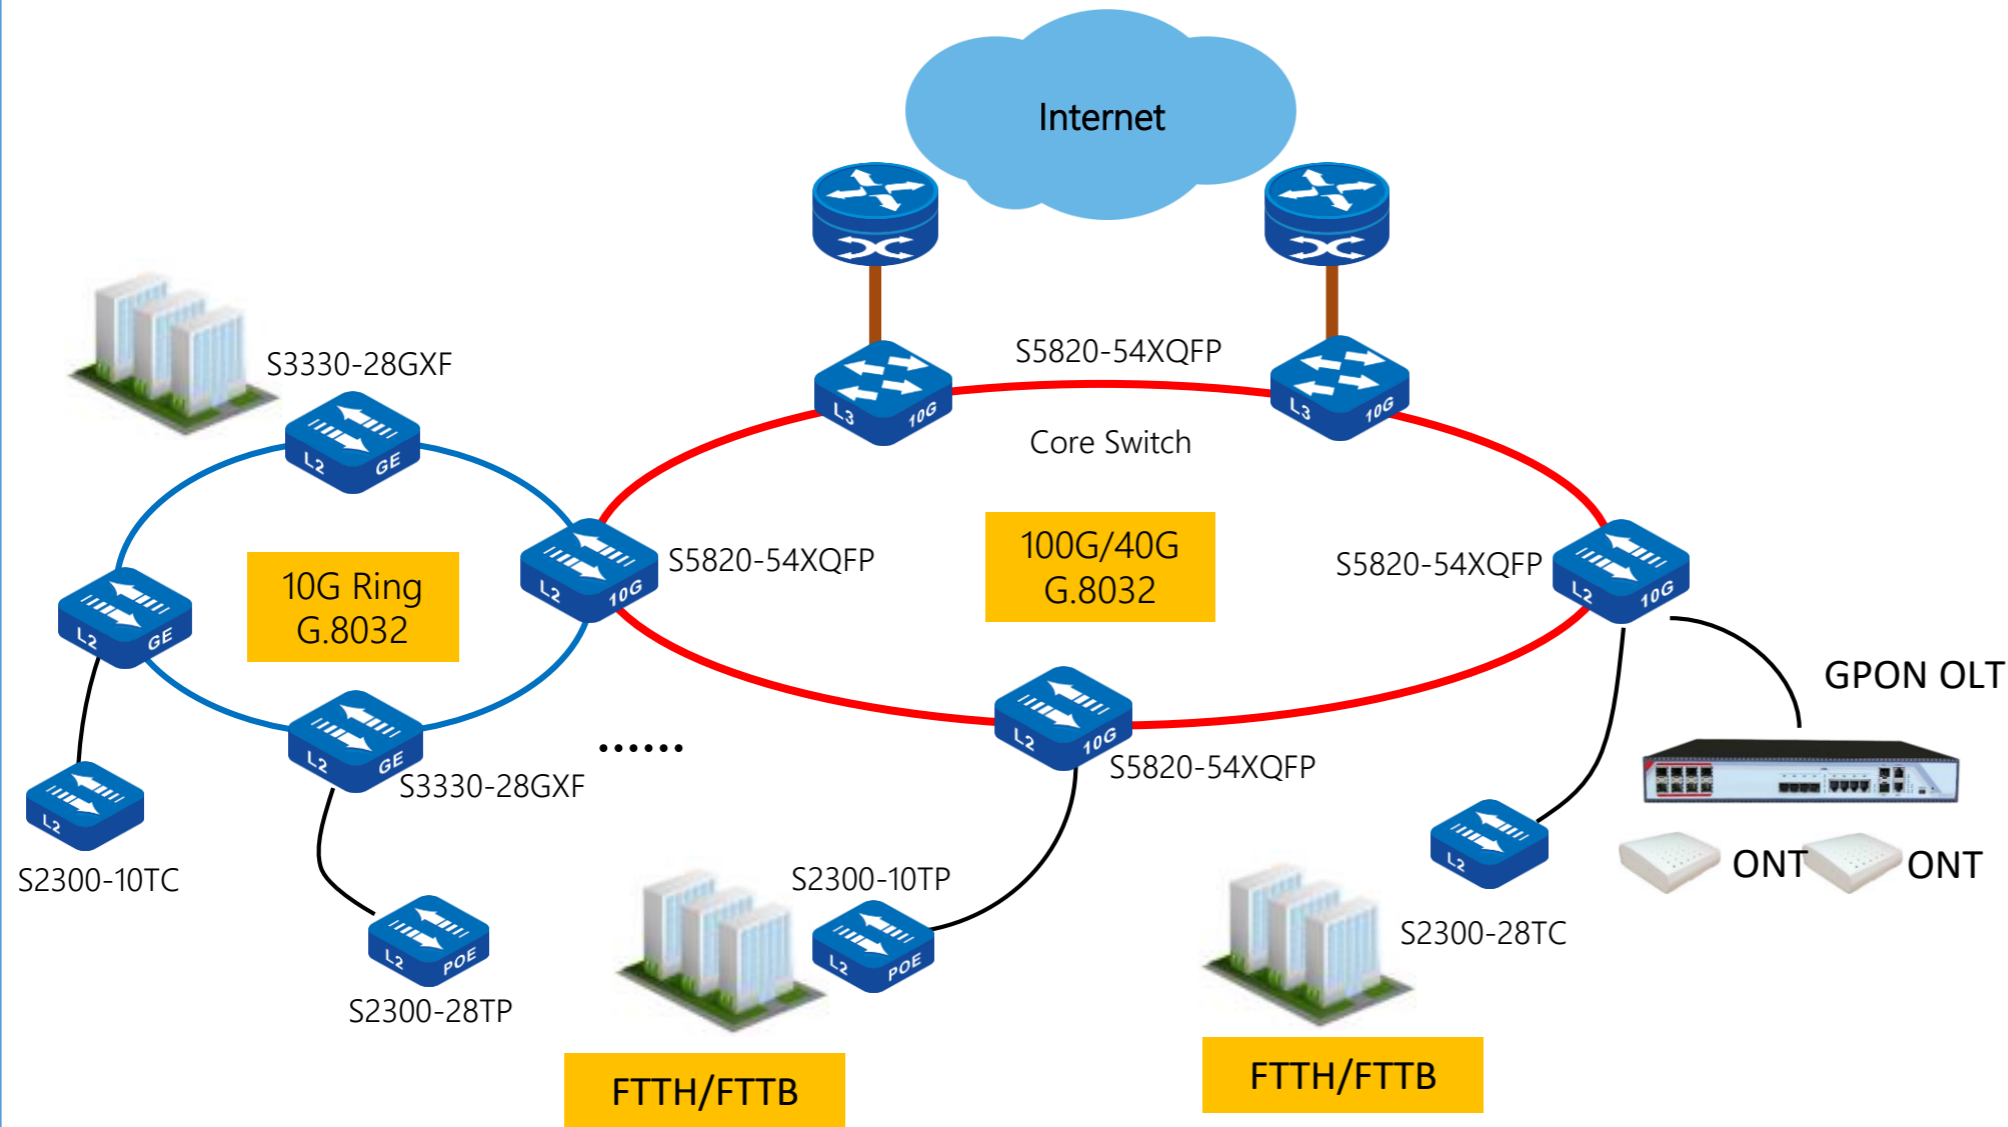 Internet
S3330-28GXF
S5820-54XQFP
L3 10G
L3 10G
Core Switch
L2 GE
S5820-54XQFP
L2 10G
100G/40G
G.8032
S5820-54XQFP
L2 10G
10G Ring
G.8032
L2 GE
GPON OLT
L2 GE
S3330-28GXF
......
L2 10G
S5820-54XQFP
L2
S2300-10TC
L2 POE
S2300-28TP
S2300-10TP
L2 POE
L2
S2300-28TC
ONT
ONT
FTTH/FTTB
FTTH/FTTB